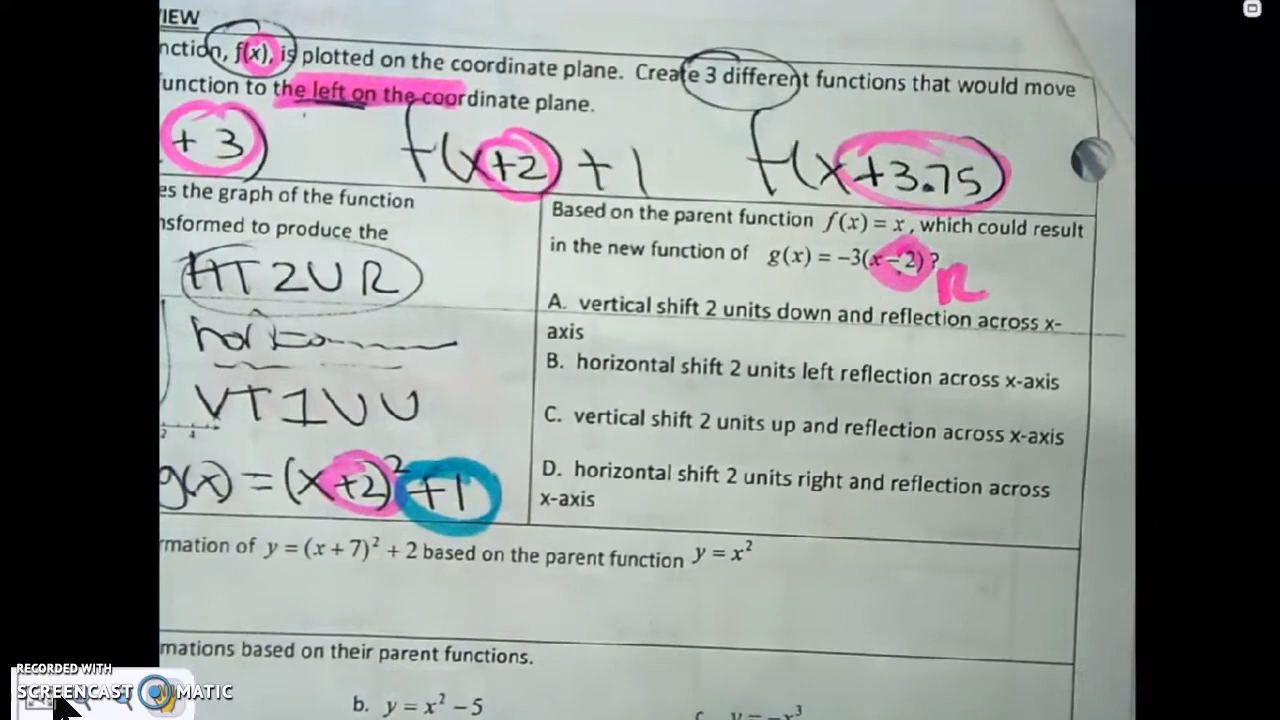 IEW
nction, f(x), is plotted on the coordinate plane. Create 3 different functions that would move
unction to the left on the coordinate plane.
+ 3) f(x+2) + 1 f(x+3.75)
es the graph of the function
nsformed to produce the
HT 2 U R
VT 1 U U
2 4
g(x) = (x+2)² +1
Based on the parent function f(x) = x, which could result
in the new function of g(x) = −3(x−2)? R
A. vertical shift 2 units down and reflection across x-
axis
B. horizontal shift 2 units left reflection across x-axis
C. vertical shift 2 units up and reflection across x-axis
D. horizontal shift 2 units right and reflection across
x-axis
rmation of y = (x+7)² + 2 based on the parent function y = x²
mations based on their parent functions.
b. y = x² − 5
RECORDED WITH
SCREENCAST MATIC